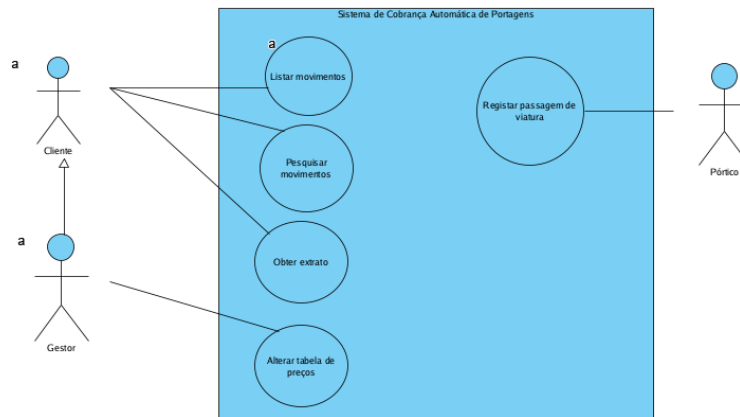 Sistema de Cobrança Automática de Portagens
a
a
Listar movimentos
Cliente
Registar passagem de
viatura
Pórtico
Pesquisar
movimentos
a
Gestor
Obter extrato
Alterar tabela de
preços